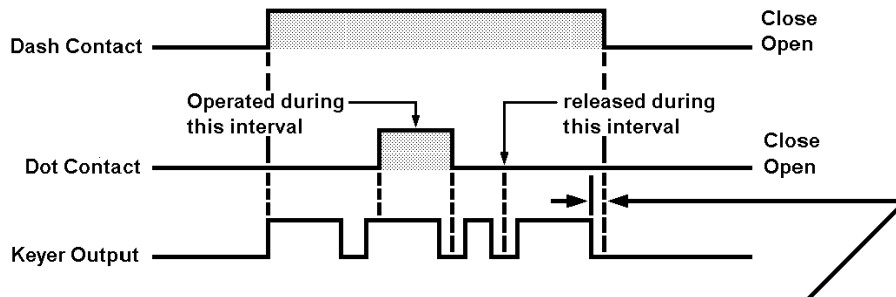 Close
Dash Contact
Open
Operated during
this interval
released during
this interval
Close
Dot Contact
Open
Keyer Output